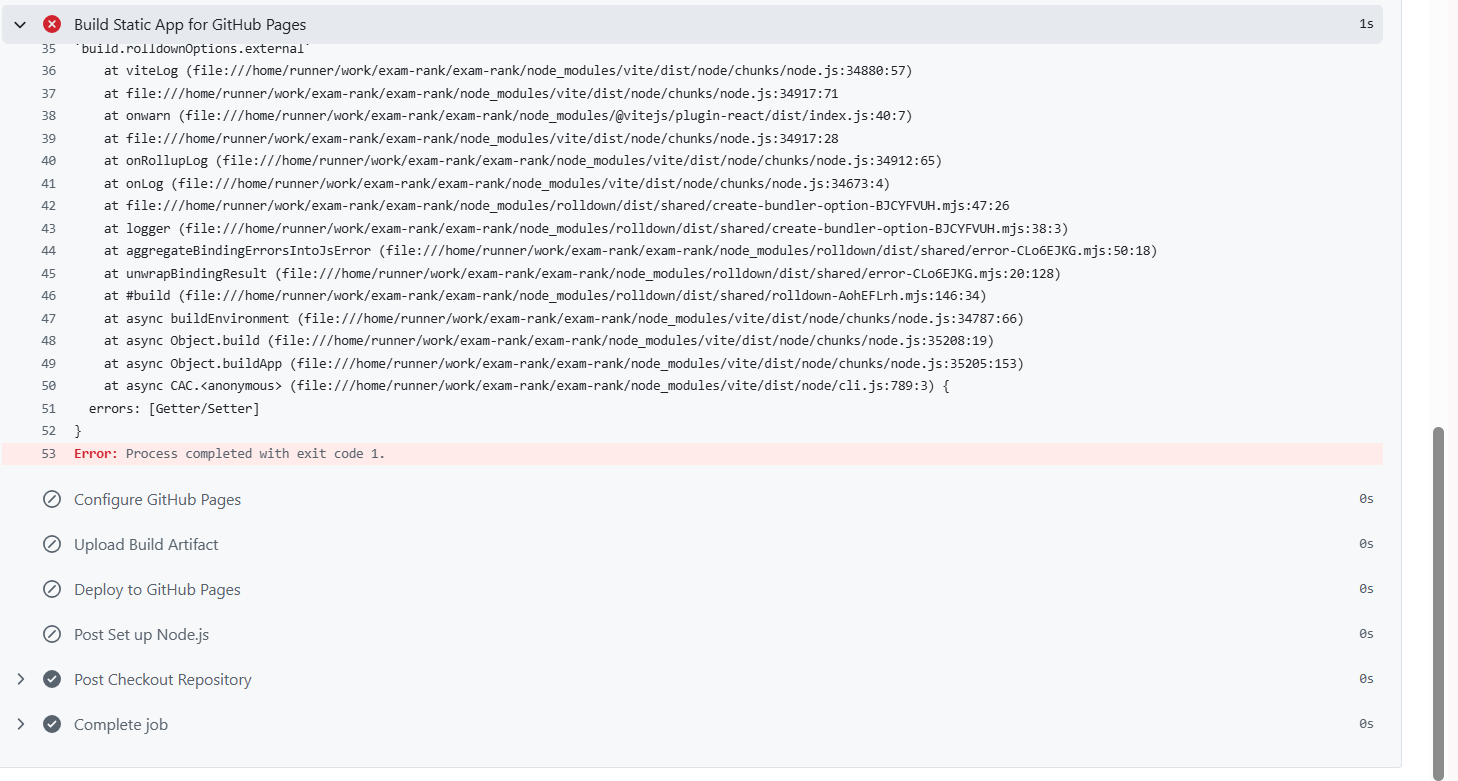 Build Static App for GitHub Pages 1s
35 `build.rolldownOptions.external`
36 at viteLog (file:///home/runner/work/exam-rank/exam-rank/node_modules/vite/dist/node/chunks/node.js:34880:57)
37 at file:///home/runner/work/exam-rank/exam-rank/node_modules/vite/dist/node/chunks/node.js:34917:71
38 at onwarn (file:///home/runner/work/exam-rank/exam-rank/node_modules/@vitejs/plugin-react/dist/index.js:40:7)
39 at file:///home/runner/work/exam-rank/exam-rank/node_modules/vite/dist/node/chunks/node.js:34917:28
40 at onRollupLog (file:///home/runner/work/exam-rank/exam-rank/node_modules/vite/dist/node/chunks/node.js:34912:65)
41 at onLog (file:///home/runner/work/exam-rank/exam-rank/node_modules/vite/dist/node/chunks/node.js:34673:4)
42 at file:///home/runner/work/exam-rank/exam-rank/node_modules/rolldown/dist/shared/create-bundler-option-BJCYFVUH.mjs:47:26
43 at logger (file:///home/runner/work/exam-rank/exam-rank/node_modules/rolldown/dist/shared/create-bundler-option-BJCYFVUH.mjs:38:3)
44 at aggregateBindingErrorsIntoJsError (file:///home/runner/work/exam-rank/exam-rank/node_modules/rolldown/dist/shared/error-CLo6EJKG.mjs:50:18)
45 at unwrapBindingResult (file:///home/runner/work/exam-rank/exam-rank/node_modules/rolldown/dist/shared/error-CLo6EJKG.mjs:20:128)
46 at #build (file:///home/runner/work/exam-rank/exam-rank/node_modules/rolldown/dist/shared/rolldown-AohEFLrh.mjs:146:34)
47 at async buildEnvironment (file:///home/runner/work/exam-rank/exam-rank/node_modules/vite/dist/node/chunks/node.js:34787:66)
48 at async Object.build (file:///home/runner/work/exam-rank/exam-rank/node_modules/vite/dist/node/chunks/node.js:35208:19)
49 at async Object.buildApp (file:///home/runner/work/exam-rank/exam-rank/node_modules/vite/dist/node/chunks/node.js:35205:153)
50 at async CAC.<anonymous> (file:///home/runner/work/exam-rank/exam-rank/node_modules/vite/dist/node/cli.js:789:3) {
51 errors: [Getter/Setter]
52 }
53 Error: Process completed with exit code 1.
Configure GitHub Pages 0s
Upload Build Artifact 0s
Deploy to GitHub Pages 0s
Post Set up Node.js 0s
Post Checkout Repository 0s
Complete job 0s